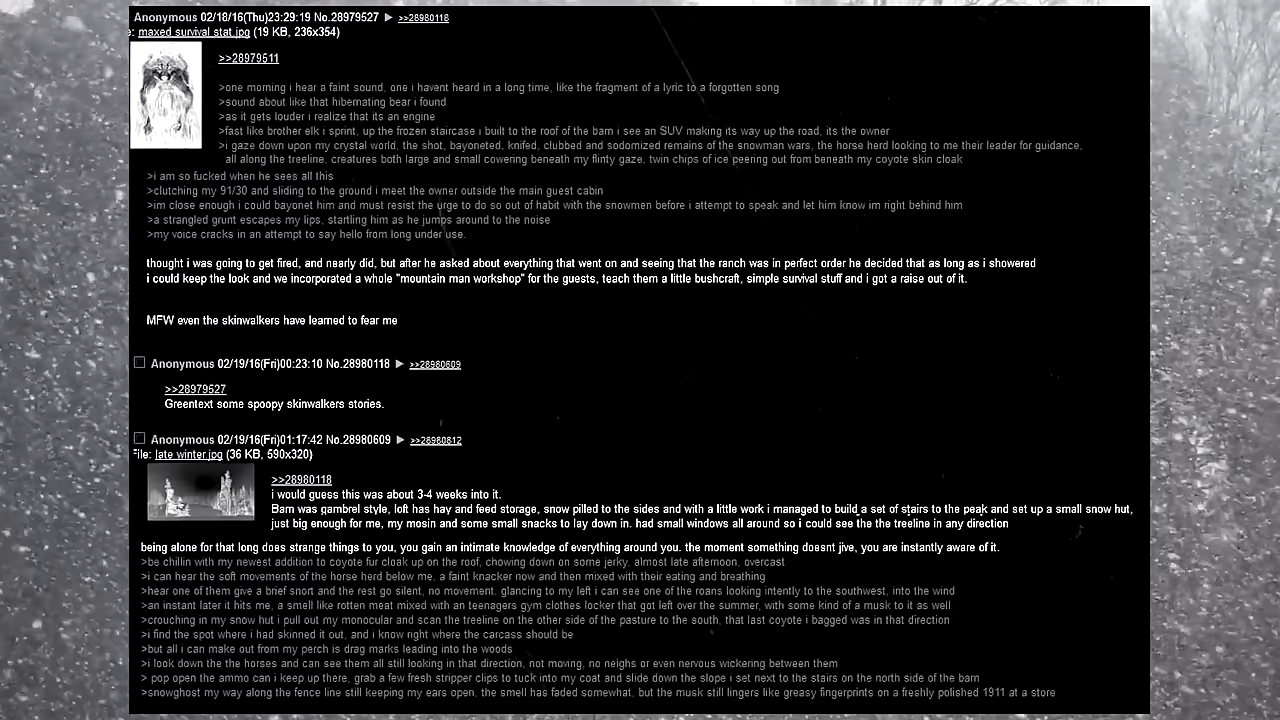 Anonymous 02/18/16(Thu)23:29:19 No.28979527 ▶ >>28980118
e: maxed survival stat.jpg (19 KB, 236x354)
>>28979511
>one morning i hear a faint sound, one i havent heard in a long time, like the fragment of a lyric to a forgotten song
>sound about like that hibernating bear i found
>as it gets louder i realize that its an engine
>fast like brother elk i sprint, up the frozen staircase i built to the roof of the barn i see an SUV making its way up the road, its the owner
>i gaze down upon my crystal world, the shot, bayoneted, knifed, clubbed and sodomized remains of the snowman wars, the horse herd looking to me their leader for guidance,
all along the treeline, creatures both large and small cowering beneath my flinty gaze, twin chips of ice peering out from beneath my coyote skin cloak
>i am so fucked when he sees all this
>clutching my 91/30 and sliding to the ground i meet the owner outside the main guest cabin
>im close enough i could bayonet him and must resist the urge to do so out of habit with the snowmen before i attempt to speak and let him know im right behind him
>a strangled grunt escapes my lips, startling him as he jumps around to the noise
>my voice cracks in an attempt to say hello from long under use.
thought i was going to get fired, and nearly did, but after he asked about everything that went on and seeing that the ranch was in perfect order he decided that as long as i showered
i could keep the look and we incorporated a whole "mountain man workshop" for the guests, teach them a little bushcraft, simple survival stuff and i got a raise out of it.
MFW even the skinwalkers have learned to fear me
Anonymous 02/19/16(Fri)00:23:10 No.28980118 ▶ >>28980609
>>28979527
Greentext some spoopy skinwalkers stories.
Anonymous 02/19/16(Fri)01:17:42 No.28980609 ▶ >>28980812
File: late winter.jpg (36 KB, 590x320)
>>28980118
i would guess this was about 3-4 weeks into it.
Barn was gambrel style, loft has hay and feed storage, snow pilled to the sides and with a little work i managed to build a set of stairs to the peak and set up a small snow hut,
just big enough for me, my mosin and some small snacks to lay down in. had small windows all around so i could see the the treeline in any direction
being alone for that long does strange things to you, you gain an intimate knowledge of everything around you. the moment something doesnt jive, you are instantly aware of it.
>be chillin with my newest addition to coyote fur cloak up on the roof, chowing down on some jerky, almost late afternoon, overcast
>i can hear the soft movements of the horse herd below me, a faint knacker now and then mixed with their eating and breathing
>hear one of them give a brief snort and the rest go silent, no movement. glancing to my left i can see one of the roans looking intently to the southwest, into the wind
>an instant later it hits me, a smell like rotten meat mixed with an teenagers gym clothes locker that got left over the summer, with some kind of a musk to it as well.
>crouching in my snow hut i pull out my monocular and scan the treeline on the other side of the pasture to the south, that last coyote i bagged was in that direction
>i find the spot where i had skinned it out, and i know right where the carcass should be
>but all i can make out from my perch is drag marks leading into the woods
>i look down the the horses and can see them all still looking in that direction, not moving, no neighs or even nervous wickering between them
> pop open the ammo can i keep up there, grab a few fresh stripper clips to tuck into my coat and slide down the slope i set next to the stairs on the north side of the barn
>snowghost my way along the fence line still keeping my ears open, the smell has faded somewhat, but the musk still lingers like greasy fingerprints on a freshly polished 1911 at a store